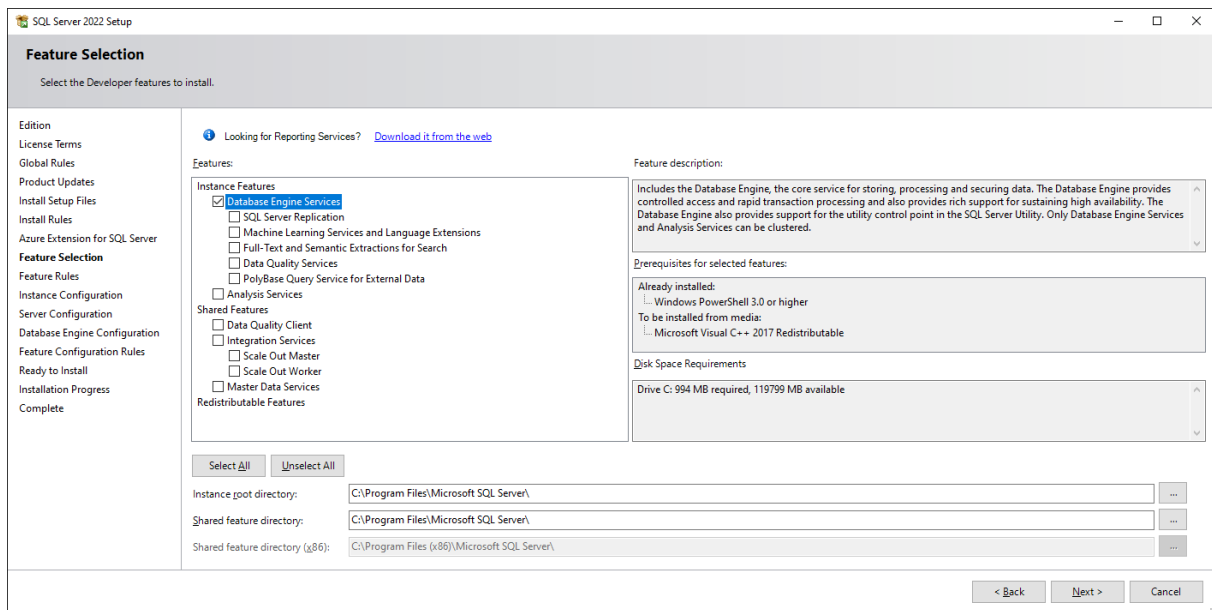 SQL Server 2022 Setup
Feature Selection
Select the Developer features to install.
Edition
License Terms
Global Rules
Product Updates
Install Setup Files
Install Rules
Azure Extension for SQL Server
Feature Selection
Feature Rules
Instance Configuration
Server Configuration
Database Engine Configuration
Feature Configuration Rules
Ready to Install
Installation Progress
Complete
Looking for Reporting Services? Download it from the web
Features:
Instance Features
Database Engine Services
SQL Server Replication
Machine Learning Services and Language Extensions
Full-Text and Semantic Extractions for Search
Data Quality Services
PolyBase Query Service for External Data
Analysis Services
Shared Features
Data Quality Client
Integration Services
Scale Out Master
Scale Out Worker
Master Data Services
Redistributable Features
Feature description:
Includes the Database Engine, the core service for storing, processing and securing data. The Database Engine provides
controlled access and rapid transaction processing and also provides rich support for sustaining high availability. The
Database Engine also provides support for the utility control point in the SQL Server Utility. Only Database Engine Services
and Analysis Services can be clustered.
Prerequisites for selected features:
Already installed:
Windows PowerShell 3.0 or higher
To be installed from media:
Microsoft Visual C++ 2017 Redistributable
Disk Space Requirements
Drive C: 994 MB required, 119799 MB available
Select All
Unselect All
Instance root directory: C:\Program Files\Microsoft SQL Server\ ...
Shared feature directory: C:\Program Files\Microsoft SQL Server\ ...
Shared feature directory (x86): C:\Program Files (x86)\Microsoft SQL Server\ ...
< Back
Next >
Cancel